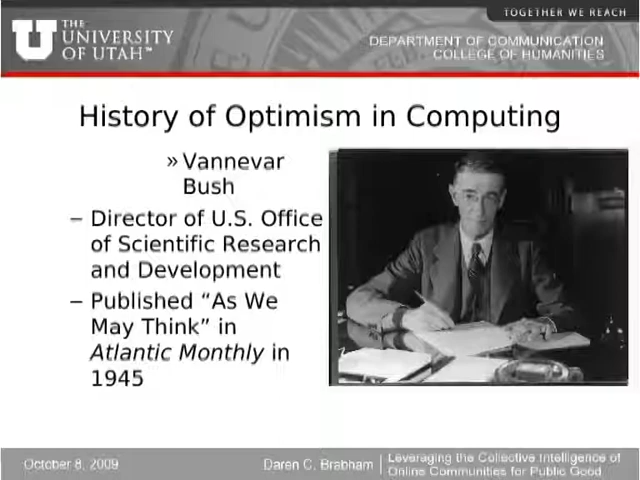 TOGETHER WE REACH
THE
UNIVERSITY
OF UTAH™
DEPARTMENT OF COMMUNICATION
COLLEGE OF HUMANITIES
History of Optimism in Computing
» Vannevar
Bush
– Director of U.S. Office
of Scientific Research
and Development
– Published “As We
May Think” in
Atlantic Monthly in
1945
October 8, 2009
Daren C. Brabham
Leveraging the Collective Intelligence of
Online Communities for Public Good